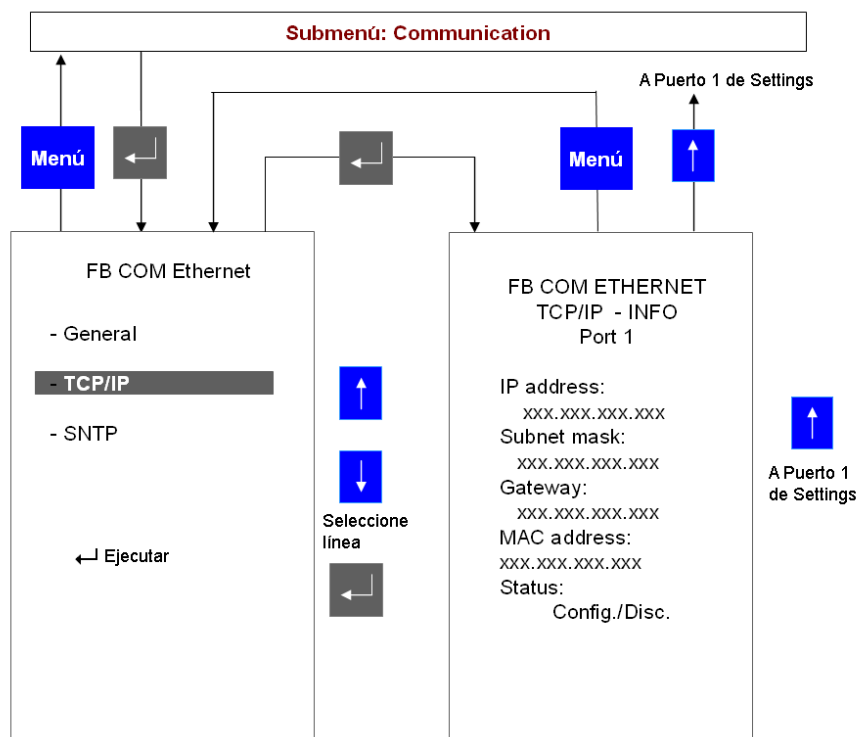 Submenú: Communication
A Puerto 1 de Settings
Menú
Menú
FB COM Ethernet
- General
- TCP/IP
- SNTP
Ejecutar
Seleccione
línea
FB COM ETHERNET
TCP/IP - INFO
Port 1
IP address:
xxx.xxx.xxx.xxx
Subnet mask:
xxx.xxx.xxx.xxx
Gateway:
xxx.xxx.xxx.xxx
MAC address:
xxx.xxx.xxx.xxx
Status:
Config./Disc.
A Puerto 1
de Settings